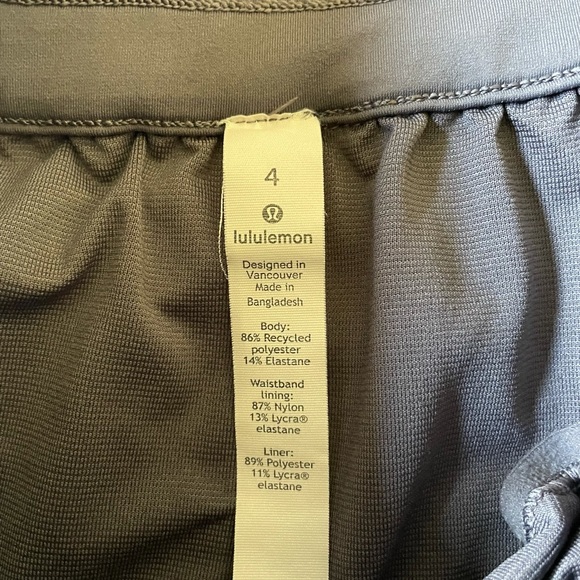 4
lululemon
Designed in
Vancouver
Made in
Bangladesh
Body:
86% Recycled
polyester
14% Elastane
Waistband
lining:
87% Nylon
13% Lycra®
elastane
Liner:
89% Polyester
11% Lycra®
elastane